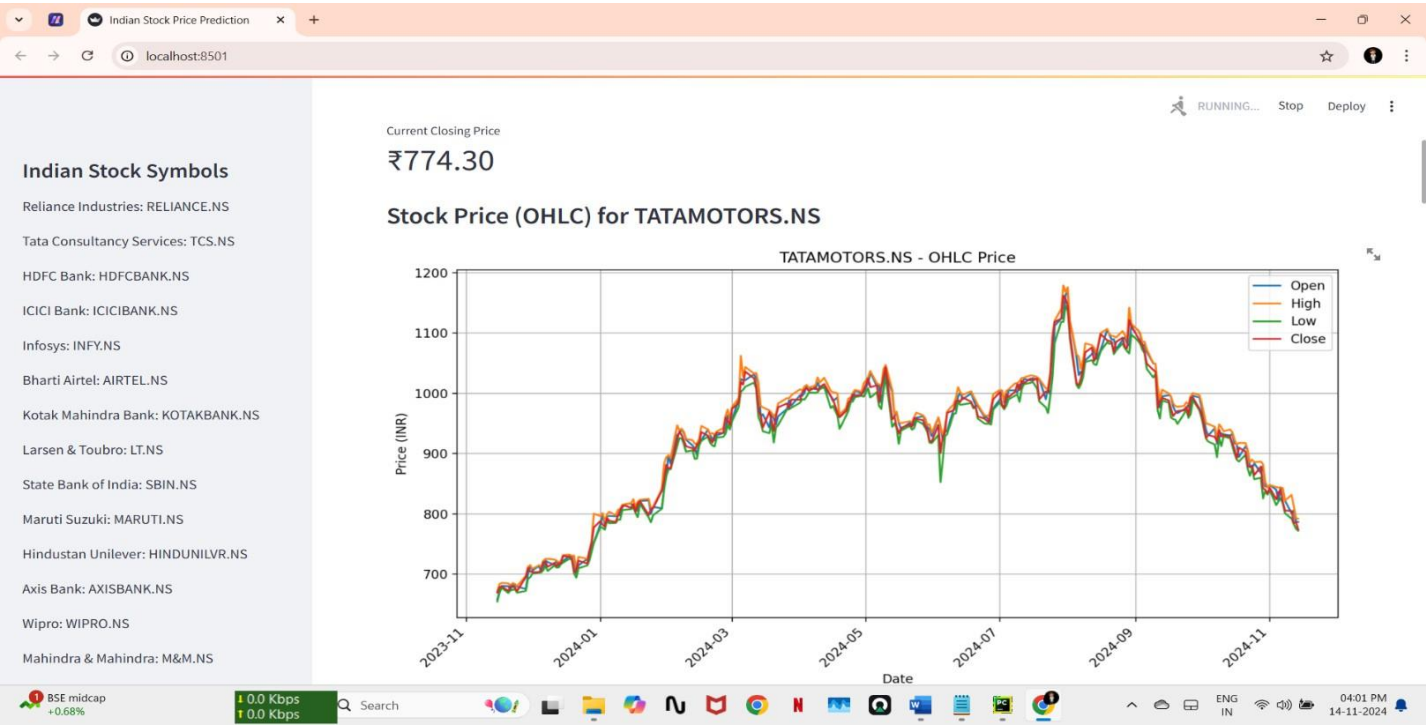 Indian Stock Price Prediction
localhost:8501
RUNNING... Stop Deploy
Indian Stock Symbols
Reliance Industries: RELIANCE.NS
Tata Consultancy Services: TCS.NS
HDFC Bank: HDFCBANK.NS
ICICI Bank: ICICIBANK.NS
Infosys: INFY.NS
Bharti Airtel: AIRTEL.NS
Kotak Mahindra Bank: KOTAKBANK.NS
Larsen & Toubro: LT.NS
State Bank of India: SBIN.NS
Maruti Suzuki: MARUTI.NS
Hindustan Unilever: HINDUNILVR.NS
Axis Bank: AXISBANK.NS
Wipro: WIPRO.NS
Mahindra & Mahindra: M&M.NS
Current Closing Price
₹774.30
Stock Price (OHLC) for TATAMOTORS.NS
TATAMOTORS.NS - OHLC Price
Open
High
Low
Close
Price (INR)
1200
1100
1000
900
800
700
2023-11 2024-01 2024-03 2024-05 2024-07 2024-09 2024-11
Date
1
BSE midcap
+0.68%
0.0 Kbps
0.0 Kbps
Search
N
W
PC
ENG
IN
04:01 PM
14-11-2024